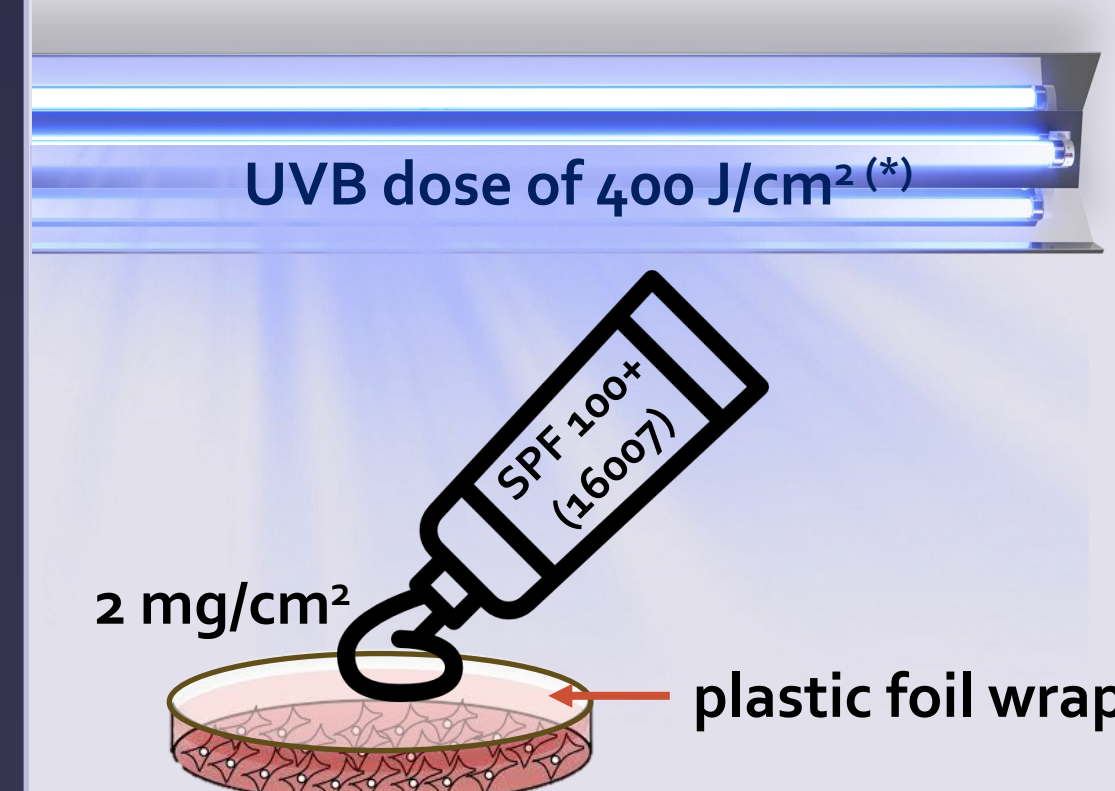 UVB dose of 400 J/cm² (*)
SPF 100+
(16007)
2 mg/cm²
plastic foil wrap